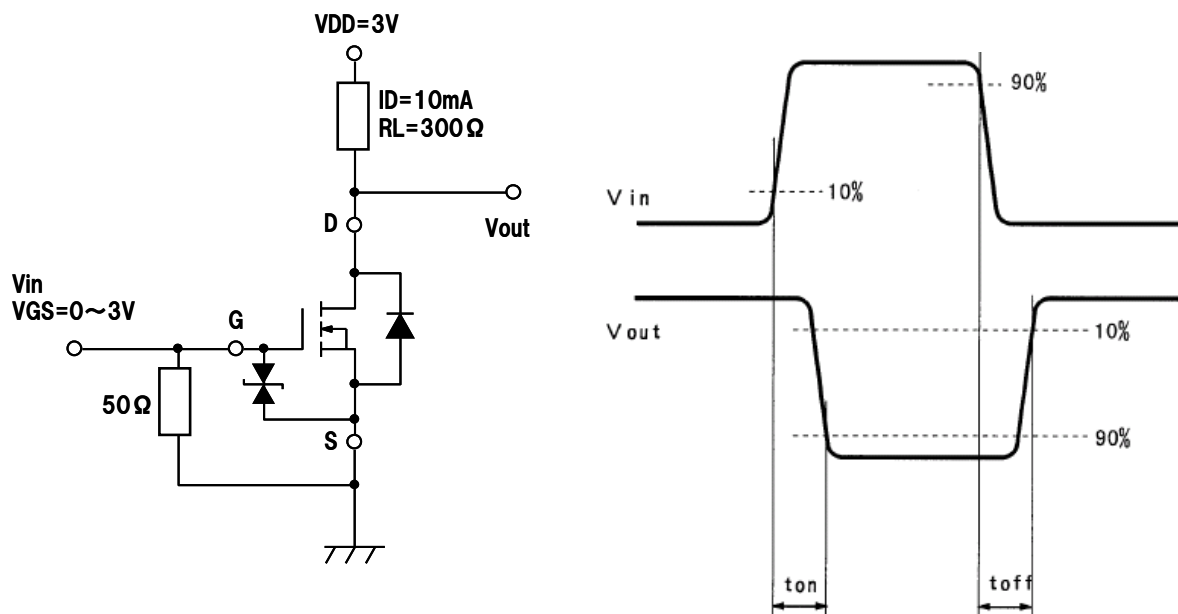 VDD=3V
ID=10mA
RL=300Ω
D
Vout
Vin
VGS=0～3V
G
50Ω
S
90%
10%
Vin
Vout
10%
90%
ton
toff